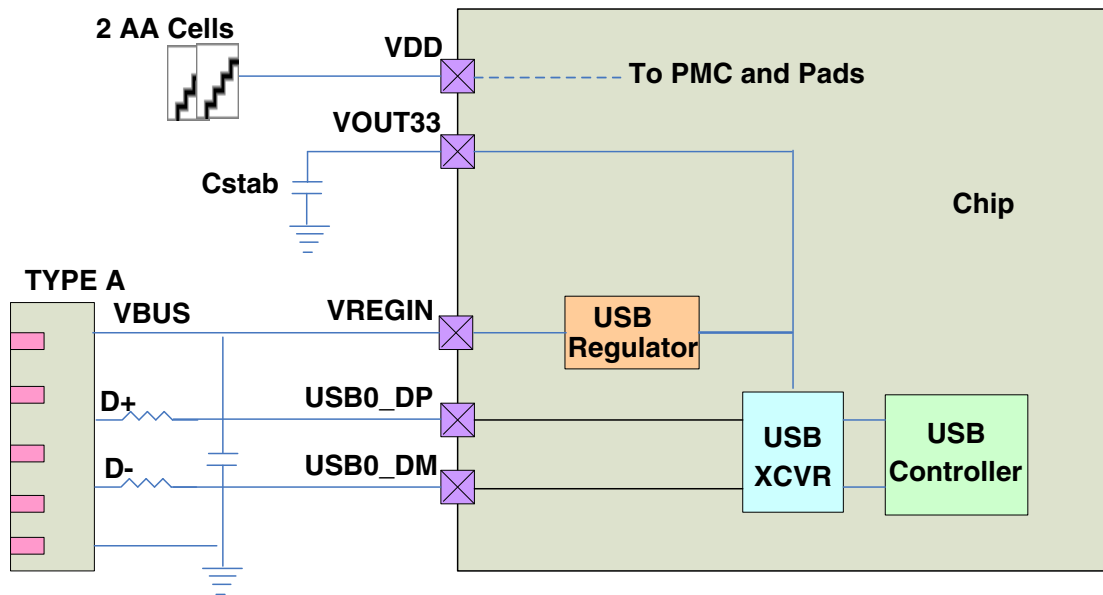 2 AA Cells
VDD
To PMC and Pads
VOUT33
Cstab
Chip
TYPE A
VBUS
VREGIN
USB
Regulator
D+
USB0_DP
D-
USB0_DM
USB
XCVR
USB
Controller